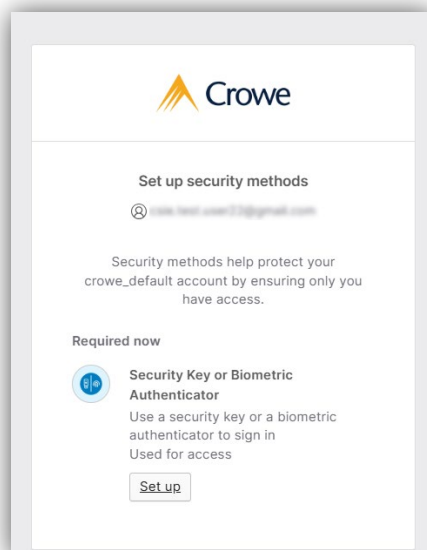 Crowe
Set up security methods
Security methods help protect your
crowe_default account by ensuring only you
have access.
Required now
Security Key or Biometric
Authenticator
Use a security key or a biometric
authenticator to sign in
Used for access
Set up